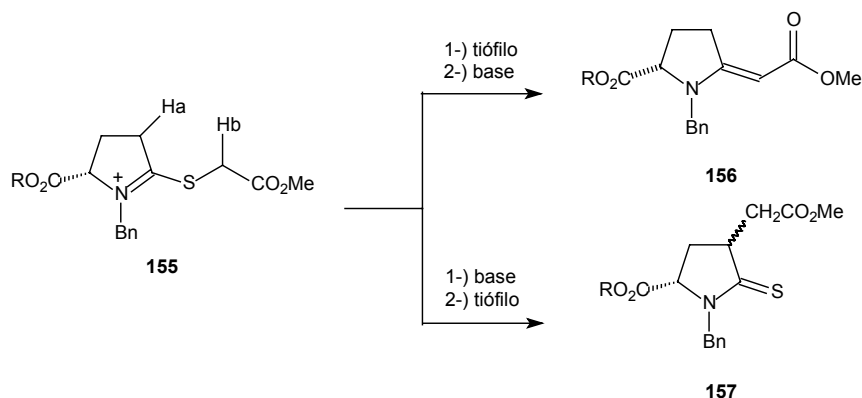 Ha
Hb
RO₂C
N
+
S
CO₂Me
Bn
155
1-) tiófilo
2-) base
1-) base
2-) tiófilo
O
RO₂C
N
OMe
Bn
156
CH₂CO₂Me
RO₂C
N
S
Bn
157